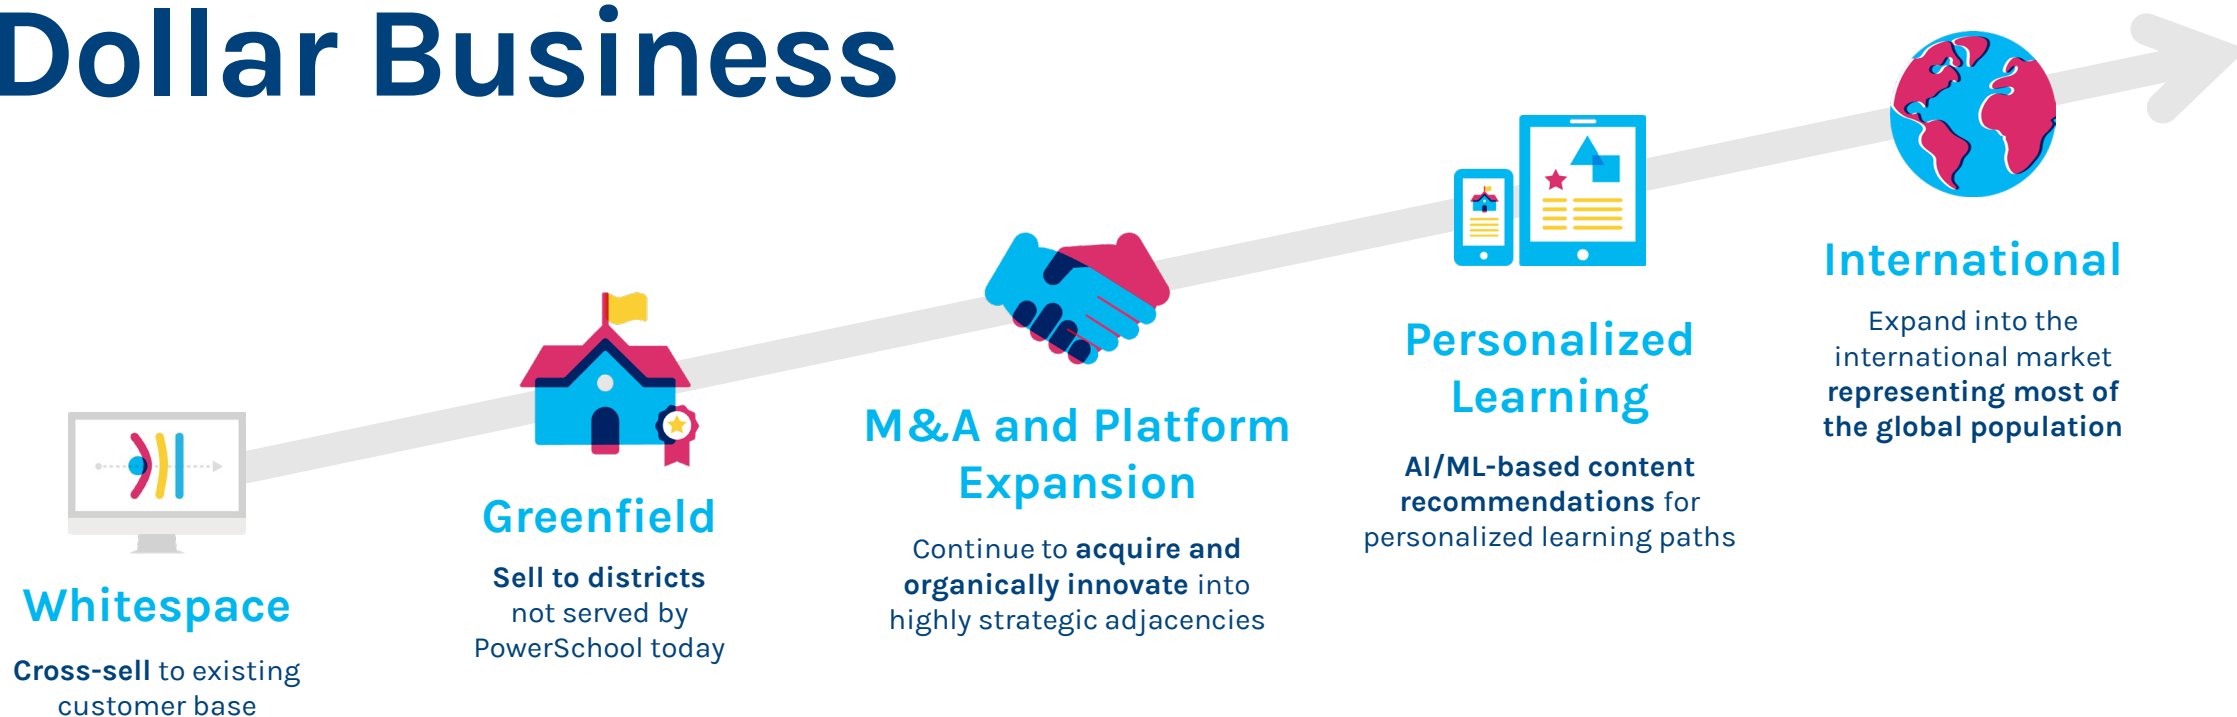 Dollar Business
Whitespace
Cross-sell to existing
customer base
Greenfield
Sell to districts
not served by
PowerSchool today
M&A and Platform
Expansion
Continue to acquire and
organically innovate into
highly strategic adjacencies
Personalized
Learning
AI/ML-based content
recommendations for
personalized learning paths
International
Expand into the
international market
representing most of
the global population